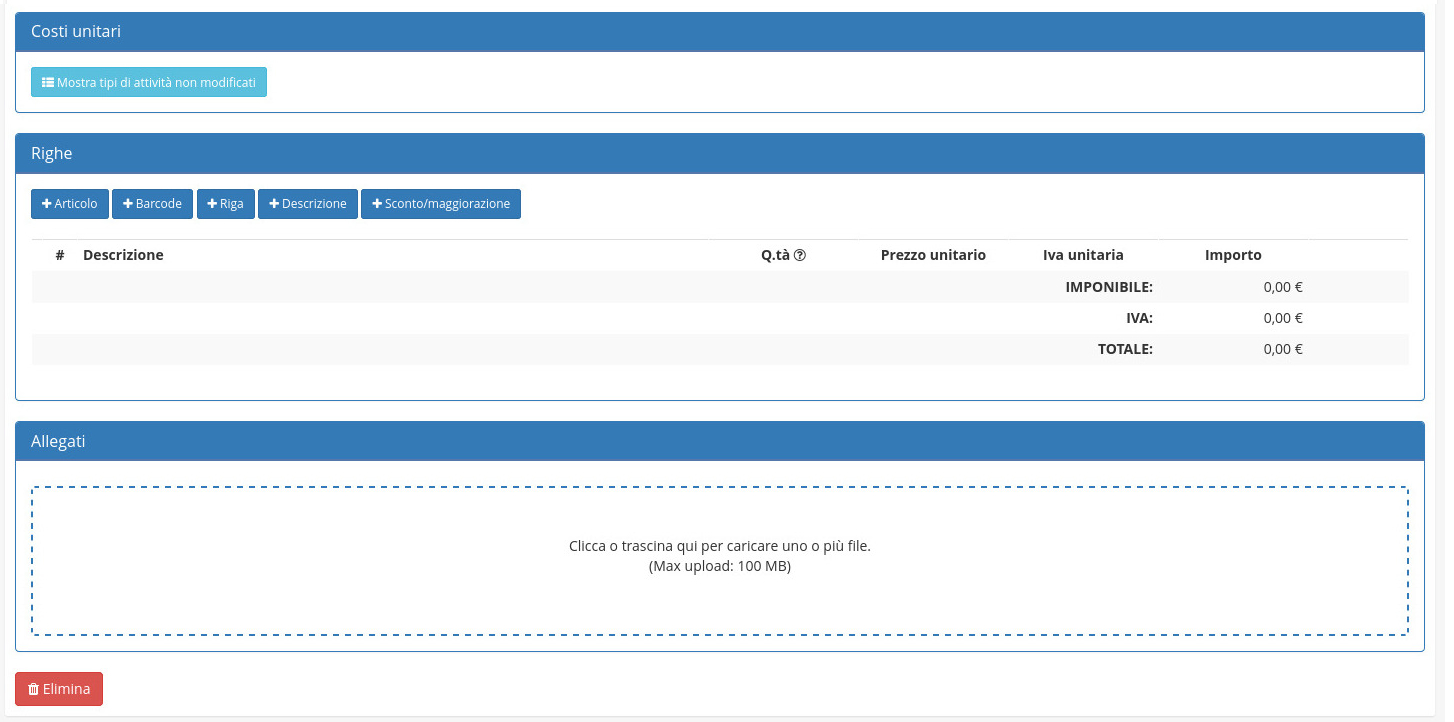 Costi unitari
Mostra tipi di attività non modificati
Righe
Articolo Barcode Riga Descrizione Sconto/maggiorazione
# Descrizione Q.tà Prezzo unitario Iva unitaria Importo
IMPONIBILE: 0,00 €
IVA: 0,00 €
TOTALE: 0,00 €
Allegati
Clicca o trascina qui per caricare uno o più file.
(Max upload: 100 MB)
Elimina